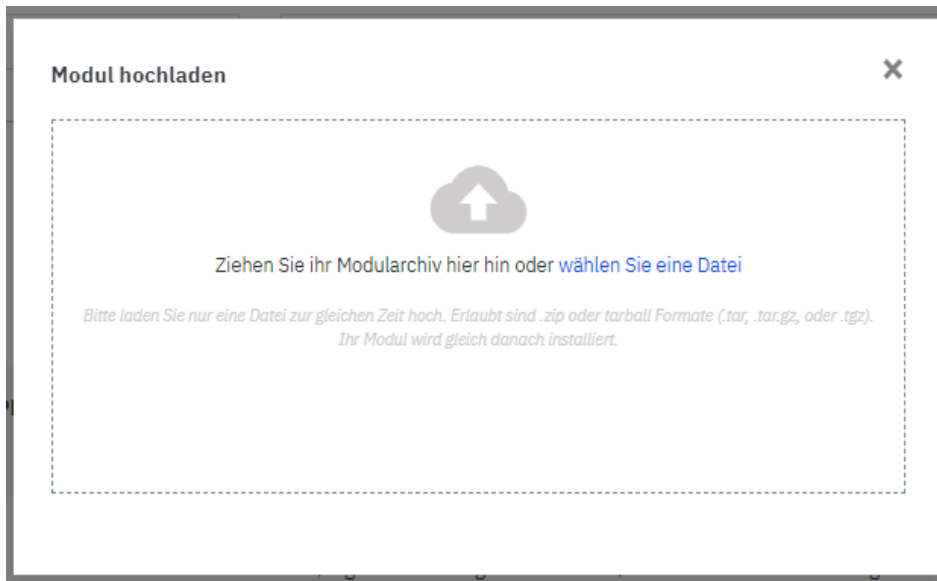 Modul hochladen
Ziehen Sie ihr Modularchiv hier hin oder wählen Sie eine Datei
Bitte laden Sie nur eine Datei zur gleichen Zeit hoch. Erlaubt sind .zip oder tarball Formate (.tar, .tar.gz, oder .tgz).
Ihr Modul wird gleich danach installiert.